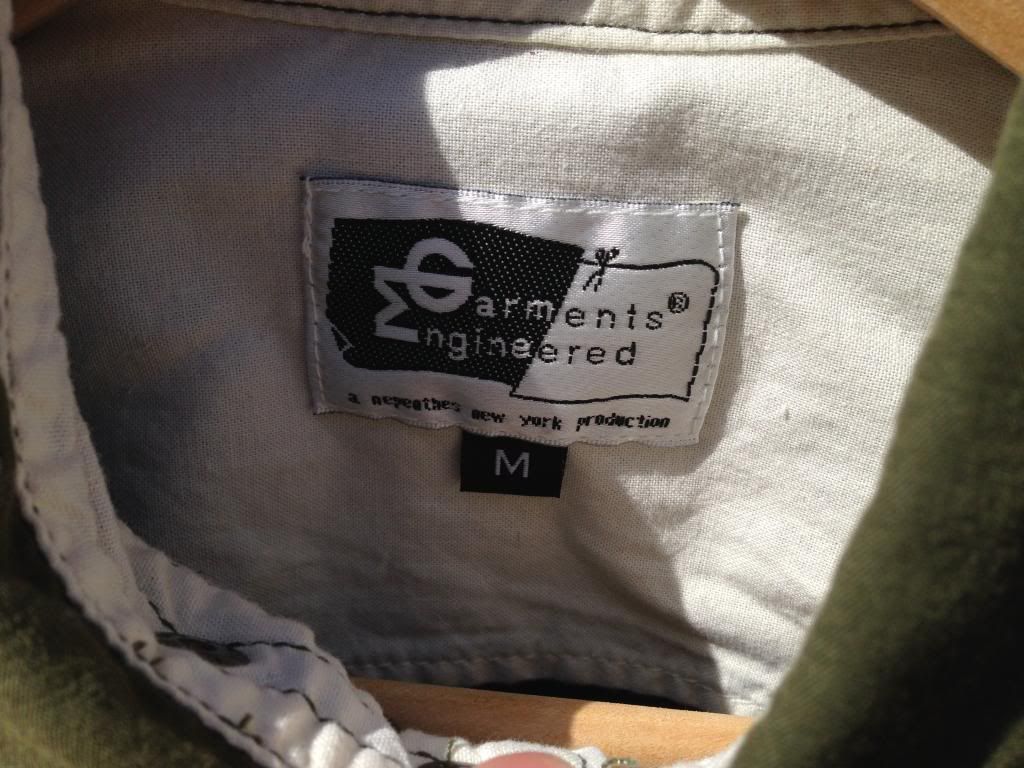 Garments®
Engineered
a nepenthes new york production
M